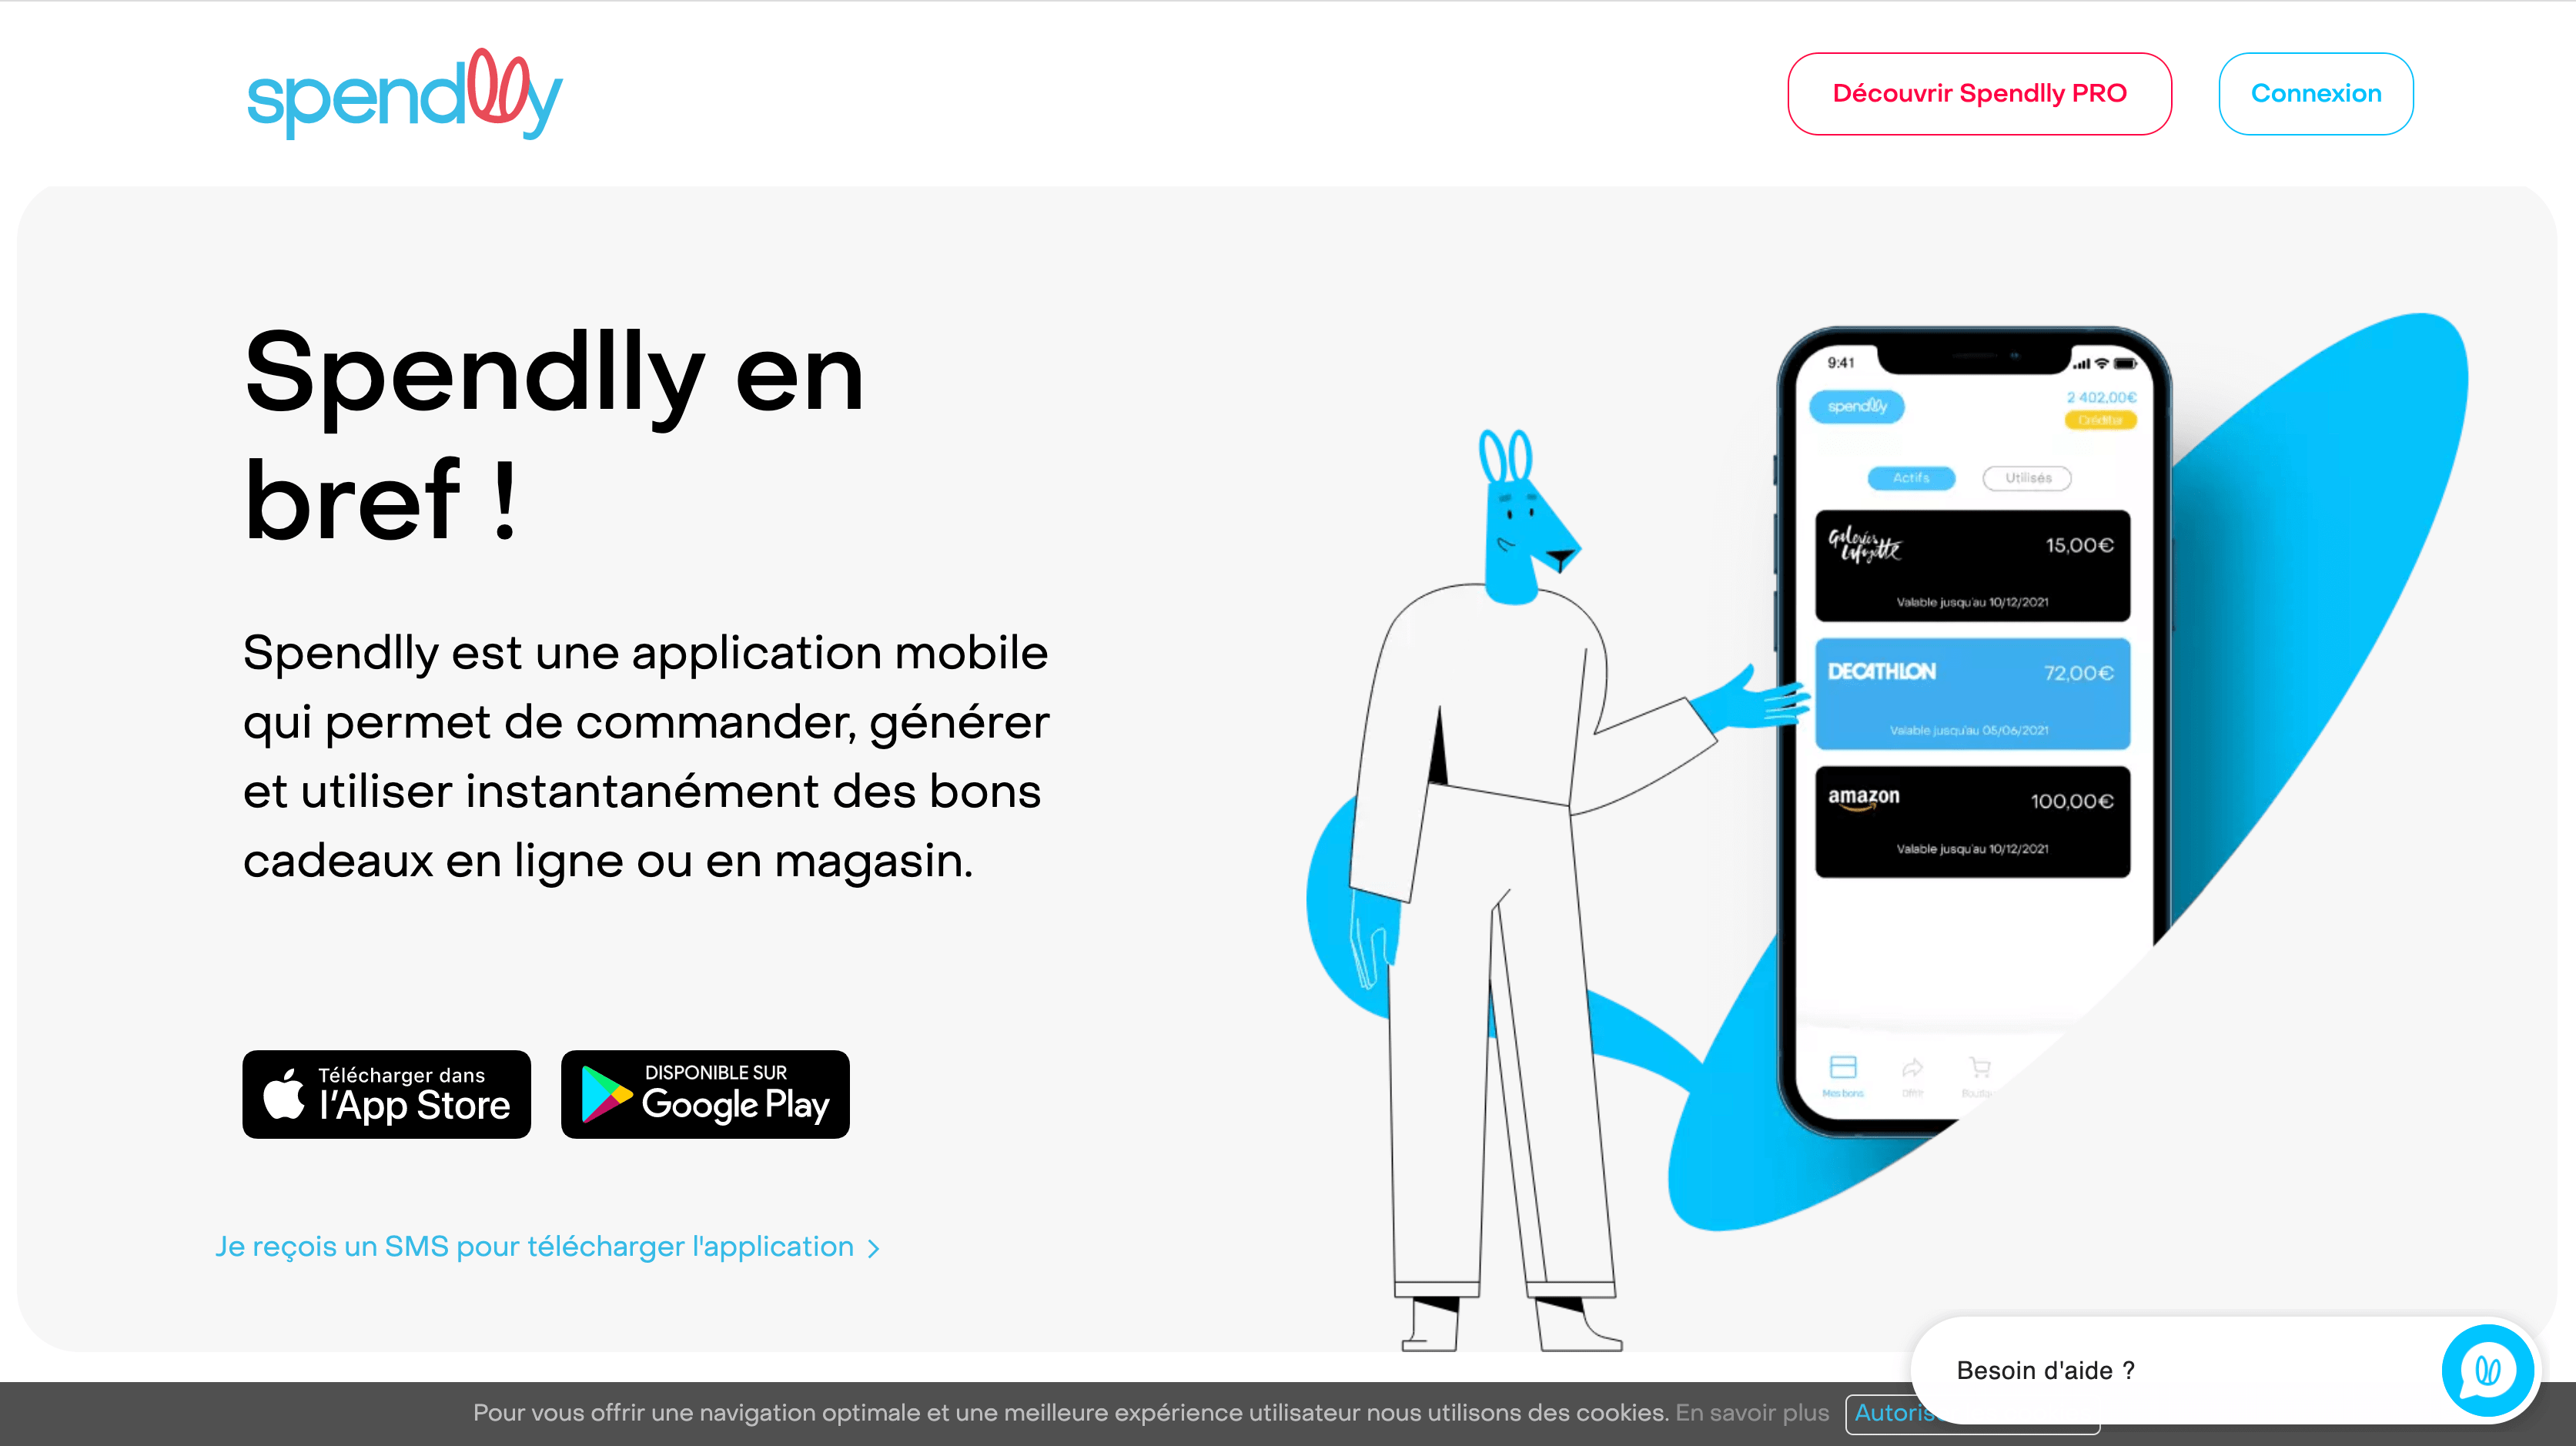 spendlly
Découvrir Spendlly PRO
Connexion
Spendlly en
bref !
Spendlly est une application mobile
qui permet de commander, générer
et utiliser instantanément des bons
cadeaux en ligne ou en magasin.
Télécharger dans
l'App Store
DISPONIBLE SUR
Google Play
Je reçois un SMS pour télécharger l'application
9:41
spendlly
2 402,00€
Créditer
Actifs
Utilisés
Galeries
Lafayette
15,00€
Valable jusqu'au 10/12/2021
DECATHLON
72,00€
Valable jusqu'au 05/06/2021
amazon
100,00€
Valable jusqu'au 10/12/2021
Mes bons
Offrir
Besoin d'aide ?
Pour vous offrir une navigation optimale et une meilleure expérience utilisateur nous utilisons des cookies. En savoir plus